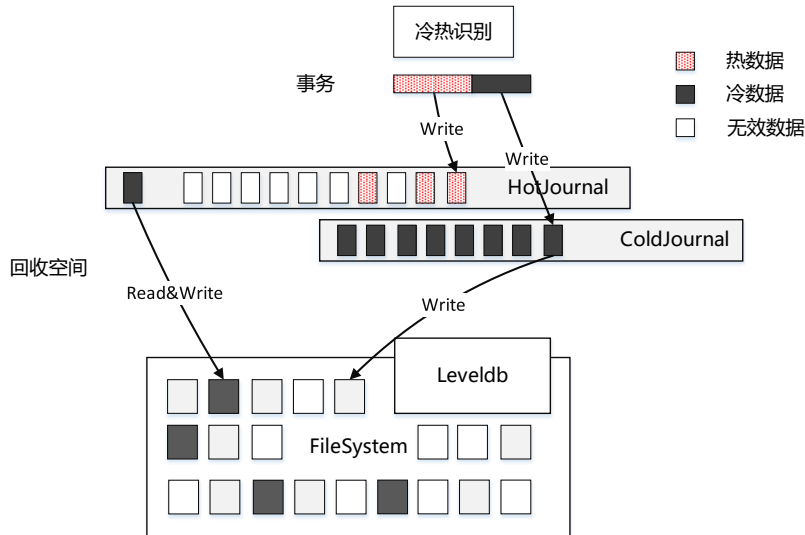 冷热识别
事务
热数据
冷数据
无效数据
Write
Write
HotJournal
ColdJournal
回收空间
Read&Write
Write
Leveldb
FileSystem